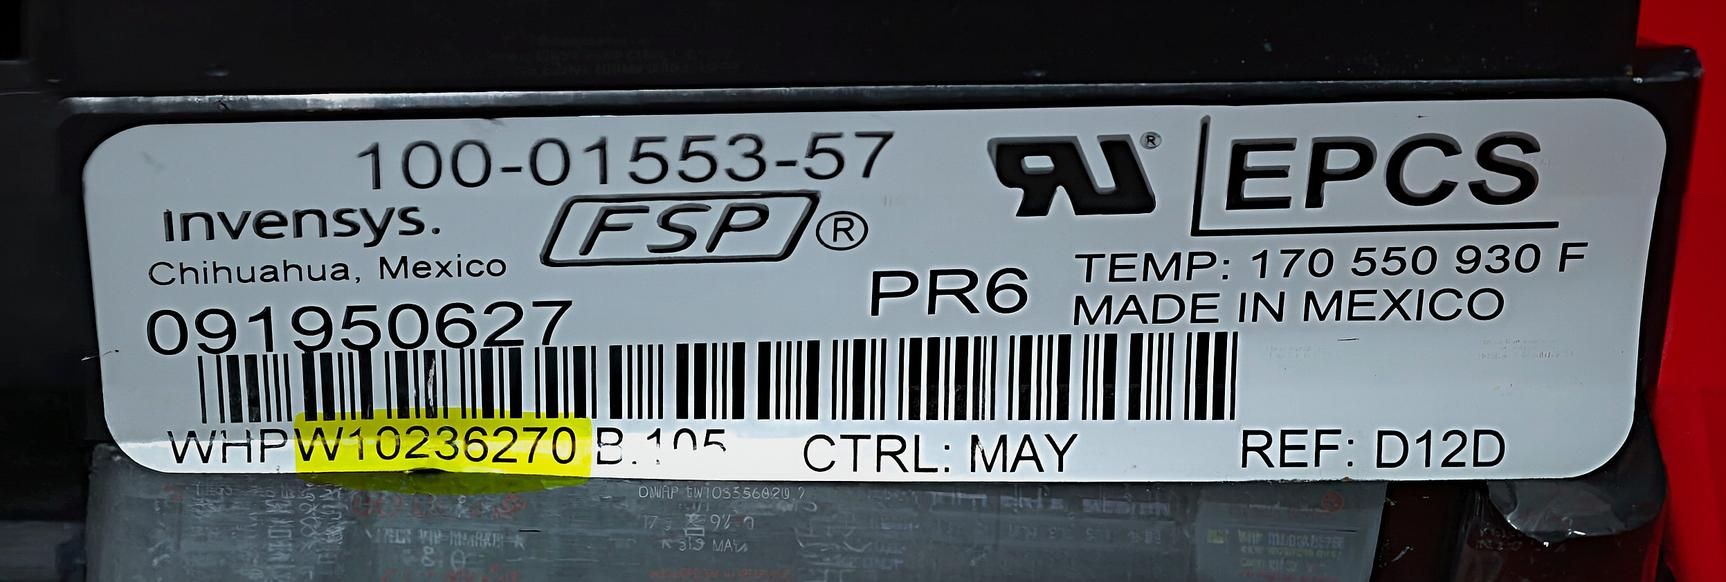 100-01553-57
invensys.
FSP®
Chihuahua, Mexico
RU® EPCS
PR6
TEMP: 170 550 930 F
MADE IN MEXICO
091950627
WHPW10236270 B.105 CTRL: MAY REF: D12D